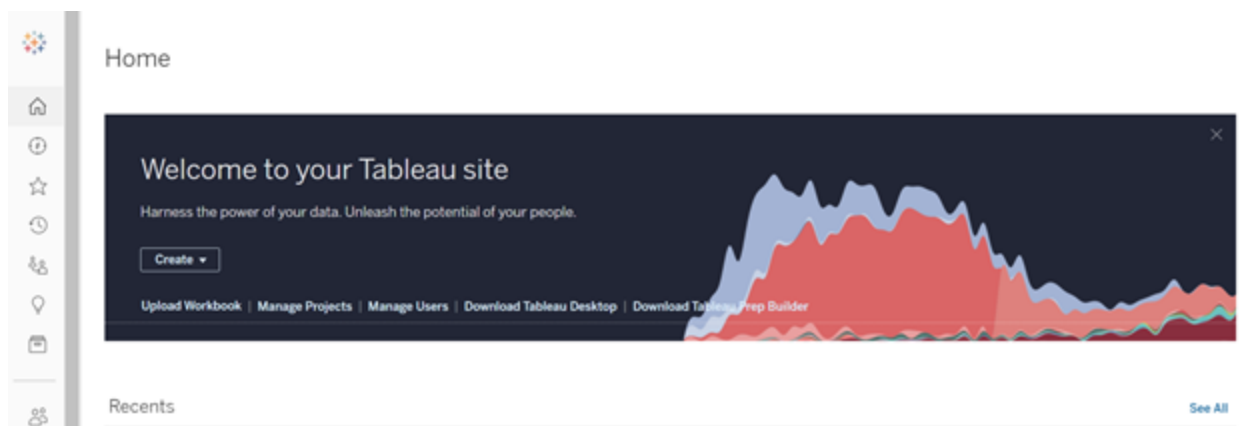 Home
Welcome to your Tableau site
Harness the power of your data. Unleash the potential of your people.
Create
Upload Workbook | Manage Projects | Manage Users | Download Tableau Desktop | Download Tableau Prep Builder
Recents
See All